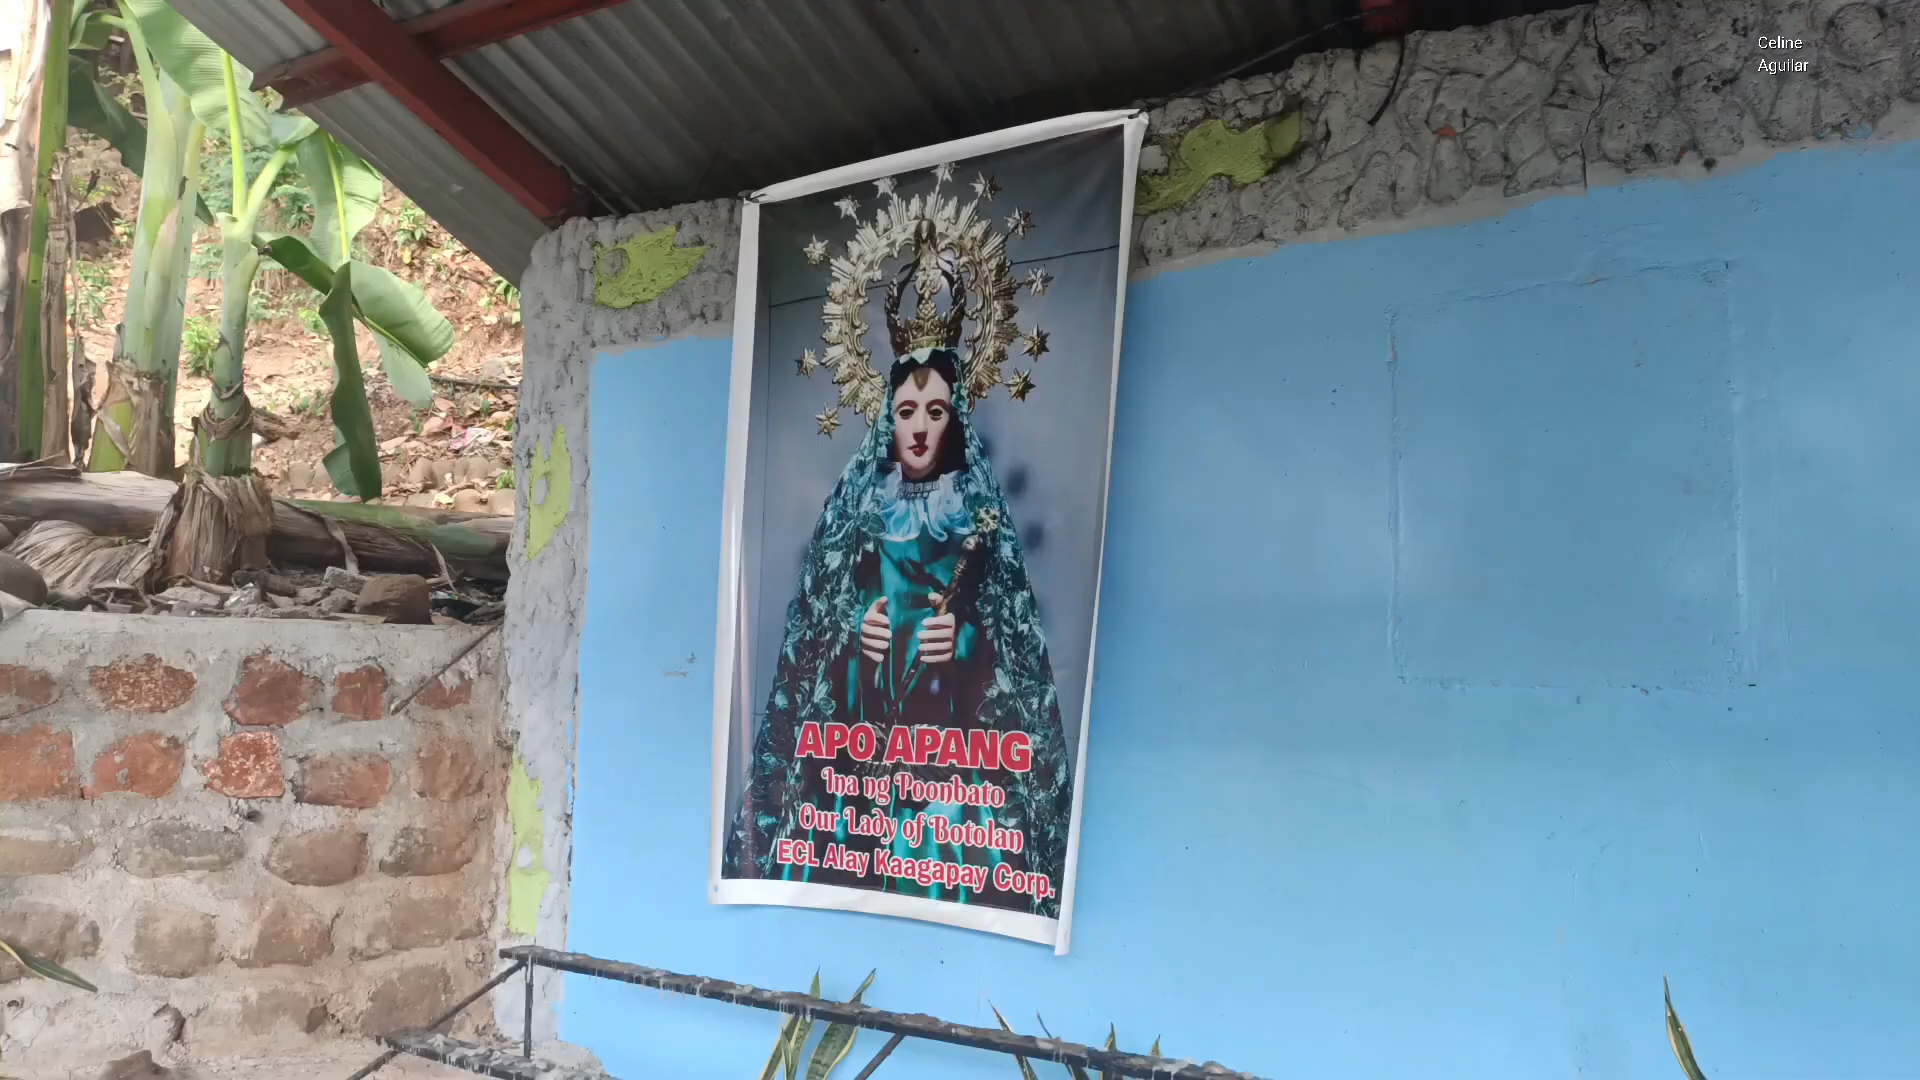 Celine
Aguilar
APO APANG
Ina ng Poonbato
Our Lady of Botolan
ECL Alay Kaagapay Corp.